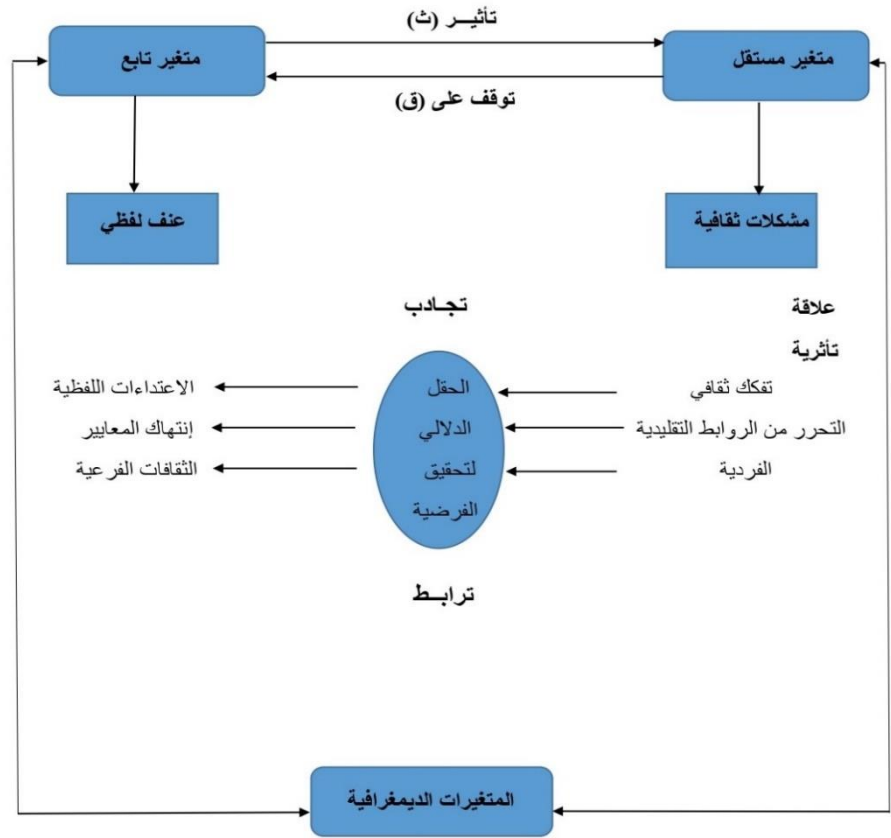 تأثيـــر (ث)
متغير مستقل
متغير تابع
توقف على (ق)
مشكلات ثقافية
عنف لفظي
علاقة
تجـادب
تأثرية
تفكك ثقافي
الحقل
الاعتداءات اللفظية
التحرر من الروابط التقليدية
الدلالي
إنتهاك المعايير
الفردية
لتحقيق
الثقافات الفرعية
الفرضية
ترابــط
المتغيرات الديمغرافية